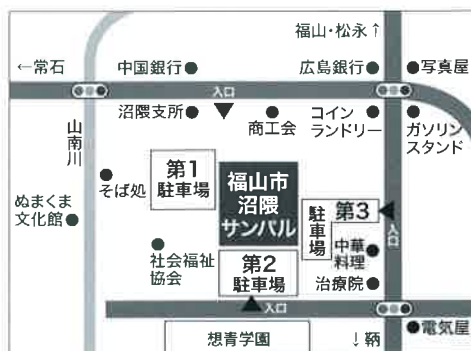 福山・松永↑
←常石
中国銀行
広島銀行
写真屋
入口
沼隈支所
商工会
コイン
ランドリー
ガソリン
スタンド
山南川
そば処
第1
駐車場
福山市
沼隈
サンパル
第3
駐車場
入口
ぬまくま
文化館
社会福祉
協会
第2
駐車場
中華
料理
治療院
入口
電気屋
想青学園
↓鞆